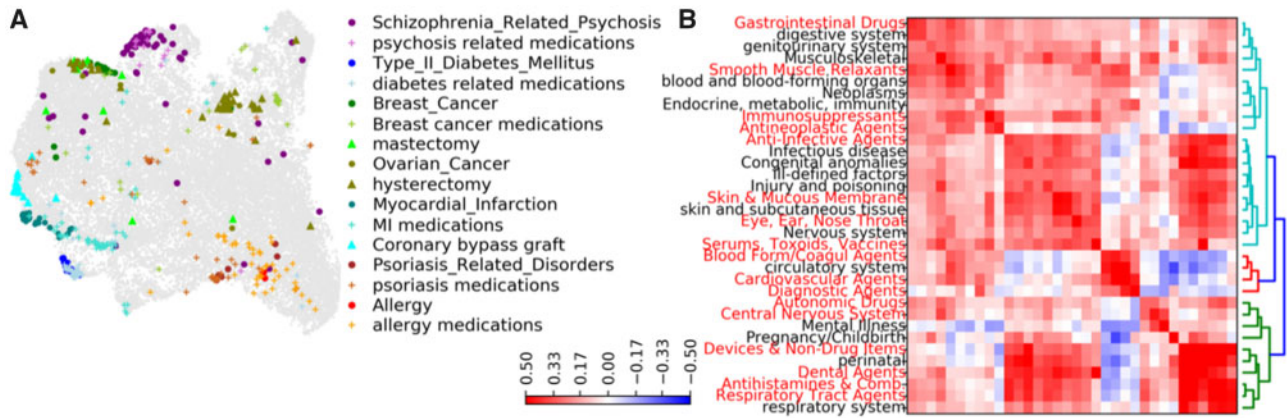 A
Schizophrenia_Related_Psychosis
psychosis related medications
Type_II_Diabetes_Mellitus
diabetes related medications
Breast_Cancer
Breast cancer medications
mastectomy
Ovarian_Cancer
hysterectomy
Myocardial_Infarction
MI medications
Coronary bypass graft
Psoriasis_Related_Disorders
psoriasis medications
Allergy
allergy medications
0.50
0.33
0.17
0.00
−0.17
−0.33
−0.50
B
Gastrointestinal Drugs
digestive system
genitourinary system
Musculoskeletal
Smooth Muscle Relaxants
blood and blood-forming organs
Neoplasms
Endocrine, metabolic, immunity
Immunosuppressants
Antineoplastic Agents
Anti-Infective Agents
Infectious disease
Congenital anomalies
Ill-defined factors
Injury and poisoning
Skin & Mucous Membrane
skin and subcutaneous tissue
Eye, Ear, Nose Throat
Nervous system
Serums, Toxoids, Vaccines
Blood Form/Coagul Agents
circulatory system
Cardiovascular Agents
Diagnostic Agents
Autonomic Drugs
Central Nervous System
Mental Illness
Pregnancy/Childbirth
Devices & Non-Drug Items
perinatal
Dental Agents
Antihistamines & Comb.
Respiratory Tract Agents
respiratory system